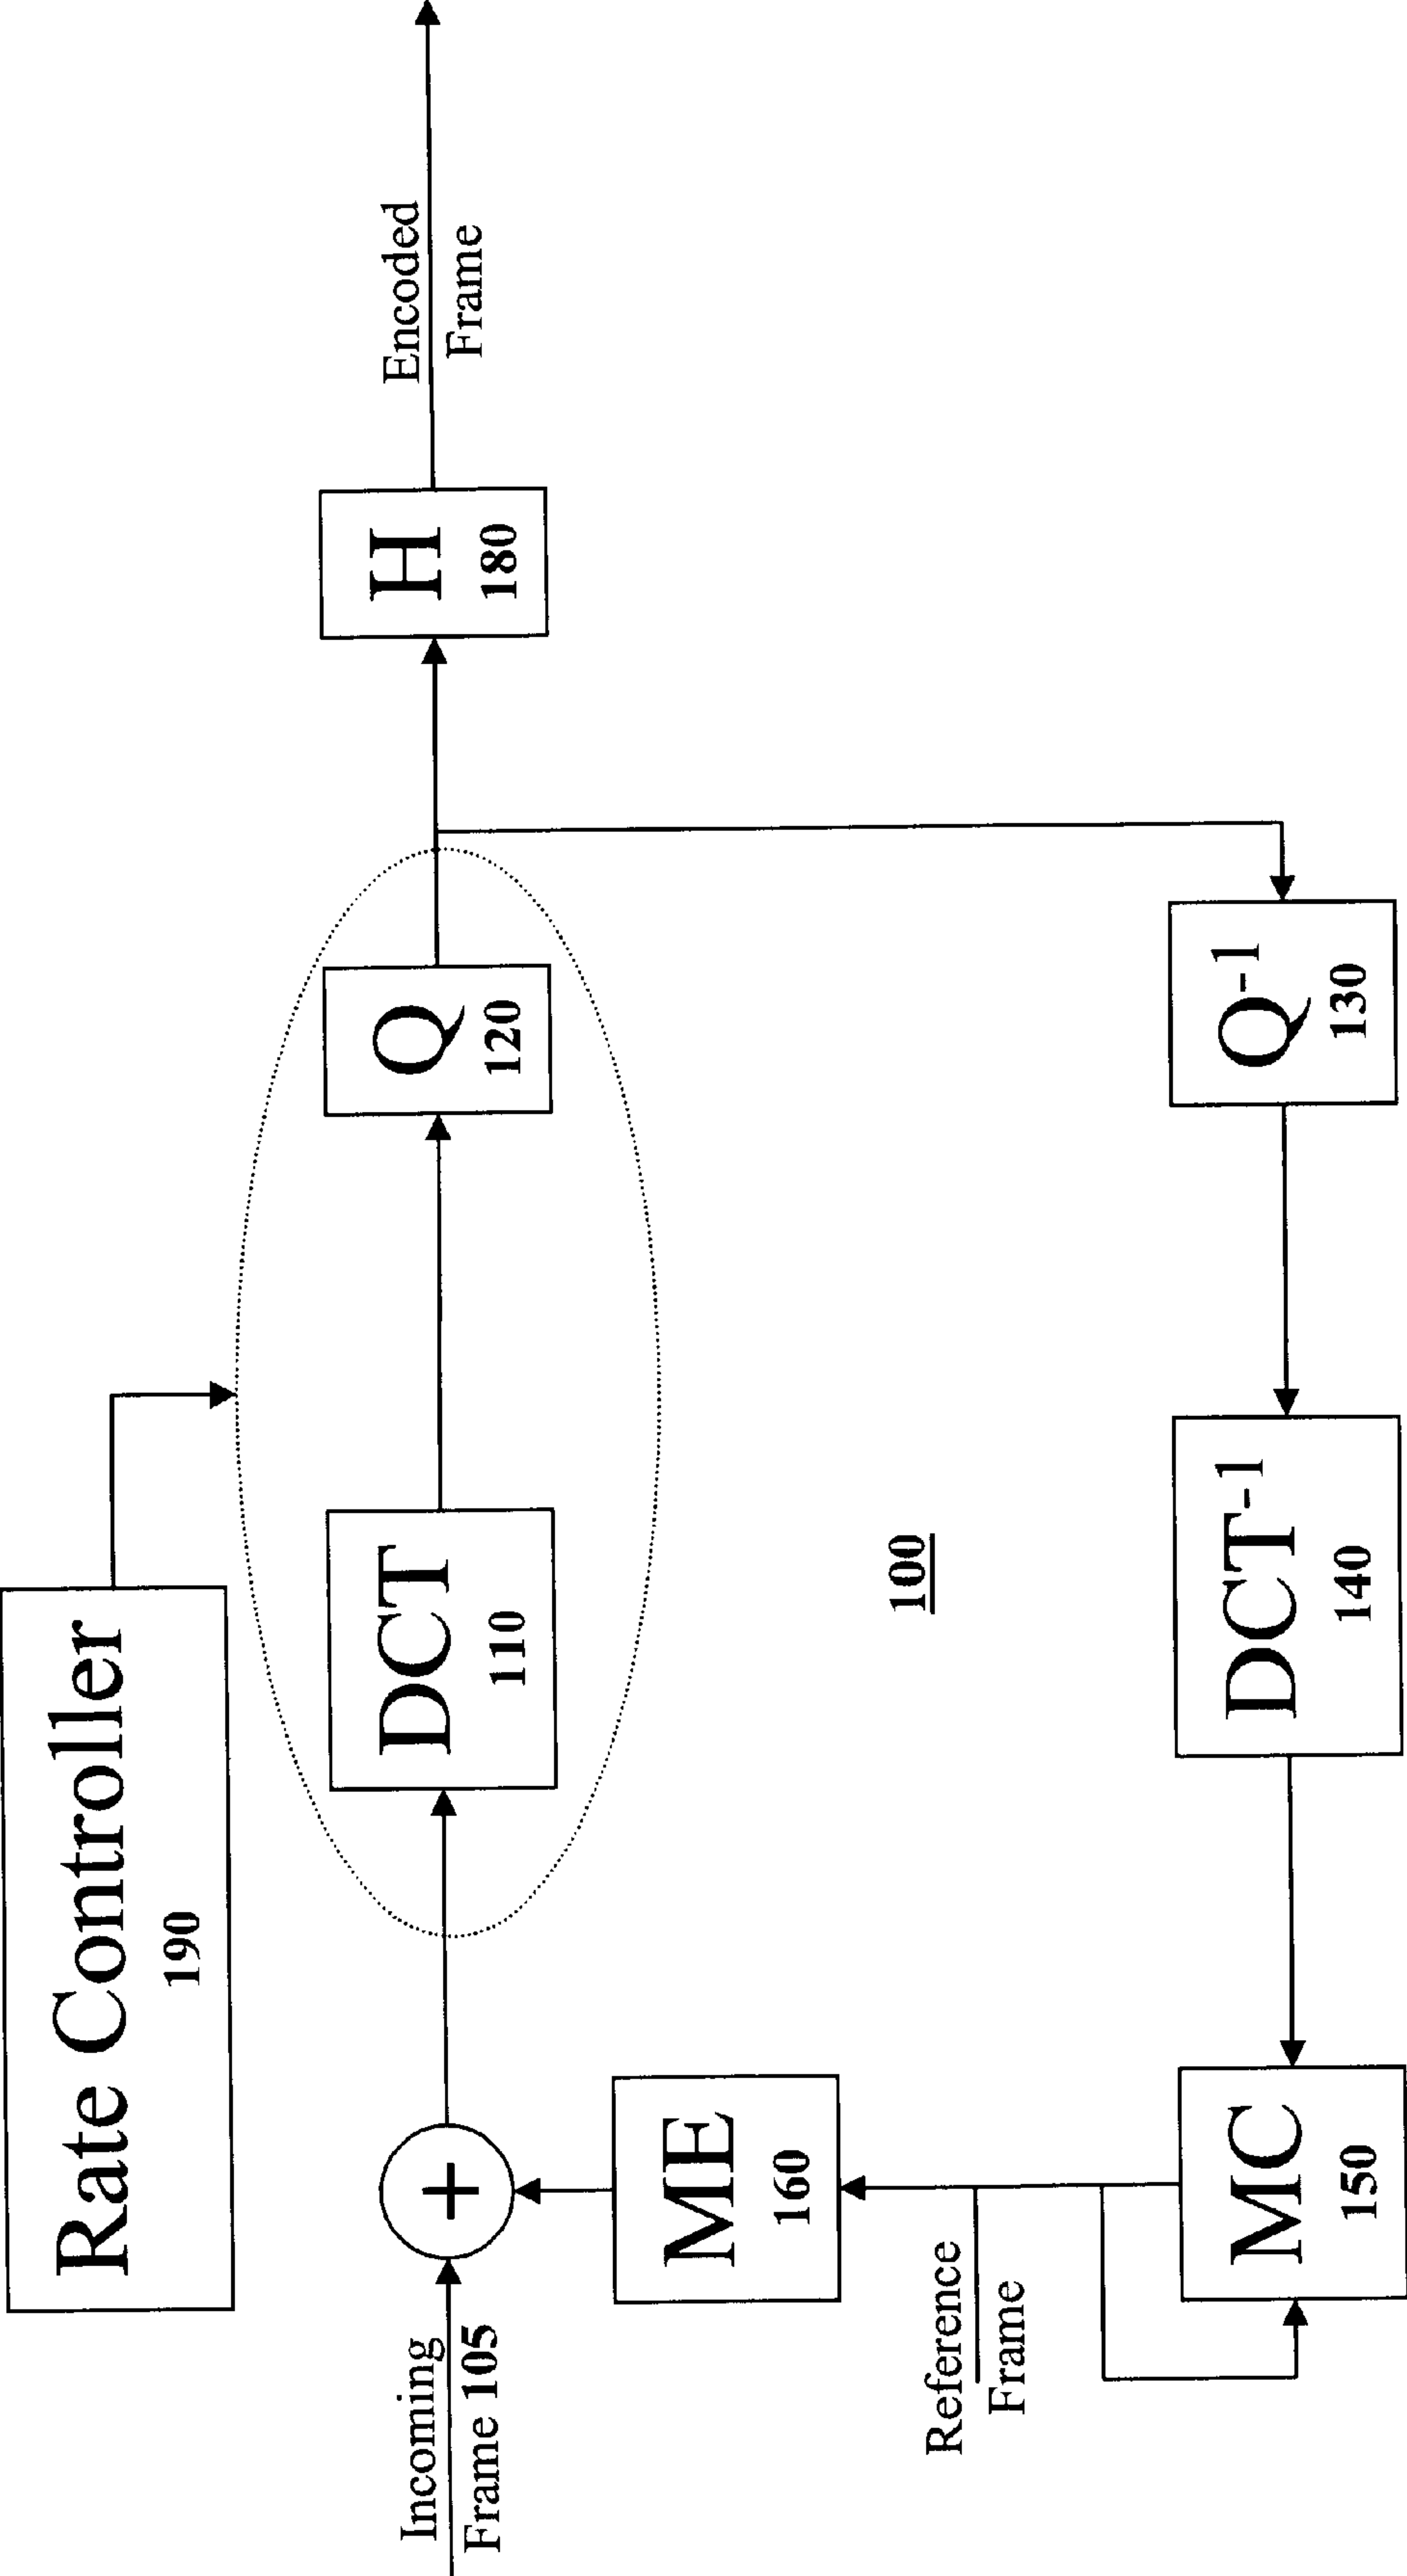 Rate Controller
190
Incoming
Frame 105
+
DCT
110
Q
120
H
180
Encoded
Frame
ME
160
100
Reference
Frame
MC
150
DCT-1
140
Q-1
130